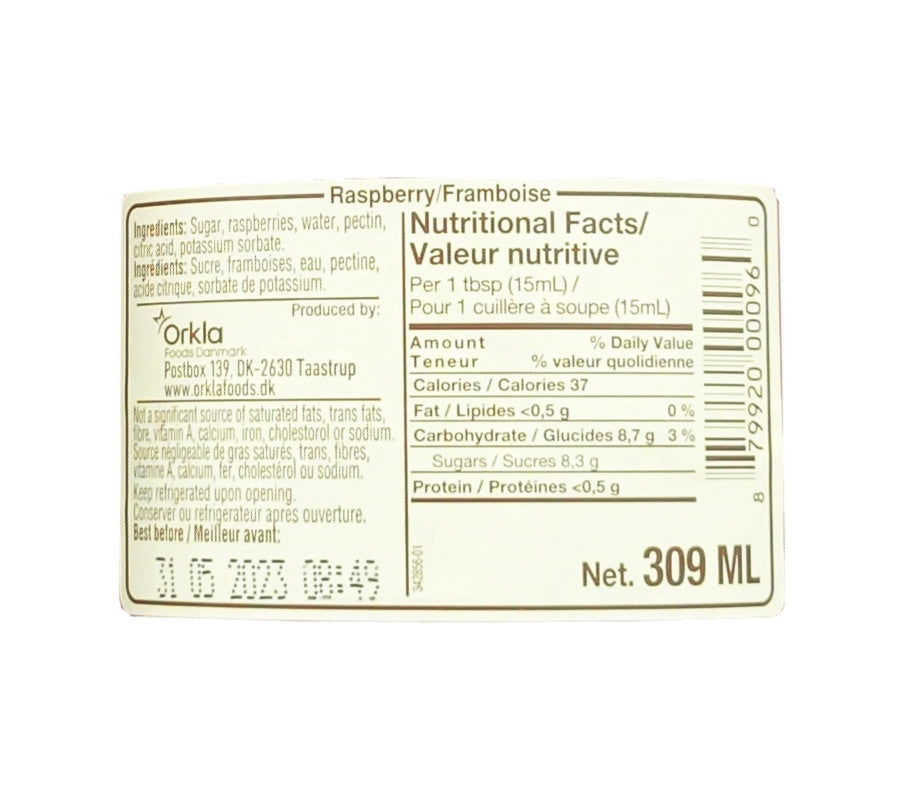 Raspberry/Framboise
Ingredients: Sugar, raspberries, water, pectin,
citric acid, potassium sorbate.
Ingrédients: Sucre, framboises, eau, pectine,
acide citrique, sorbate de potassium.
Produced by:
Orkla
Foods Danmark
Postbox 139, DK-2630 Taastrup
www.orklafoods.dk
Not a significant source of saturated fats, trans fats,
fibre, vitamin A, calcium, iron, cholestorol or sodium.
Source négligeable de gras saturés, trans, fibres,
vitamine A, calcium, fer, cholestérol ou sodium.
Keep refrigerated upon opening.
Conserver ou refrigerateur apres ouverture.
Best before / Meilleur avant:
31 05 2023 08:49
Nutritional Facts/
Valeur nutritive
Per 1 tbsp (15mL) /
Pour 1 cuillère à soupe (15mL)
Amount % Daily Value
Teneur % valeur quotidienne
Calories / Calories 37
Fat / Lipides <0,5 g 0 %
Carbohydrate / Glucides 8,7 g 3 %
Sugars / Sucres 8,3 g
Protein / Protéines <0,5 g
342856-01
Net. 309 ML
8 79920 00096 0